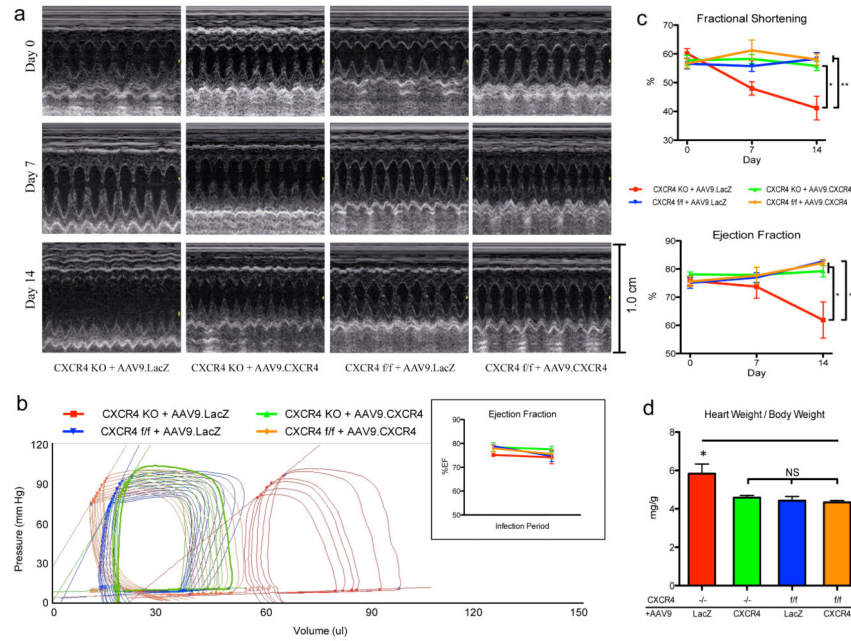 a
Day 0
Day 7
Day 14
CXCR4 KO + AAV9.LacZ
CXCR4 KO + AAV9.CXCR4
CXCR4 f/f + AAV9.LacZ
CXCR4 f/f + AAV9.CXCR4
1.0 cm
b
CXCR4 KO + AAV9.LacZ
CXCR4 KO + AAV9.CXCR4
CXCR4 f/f + AAV9.LacZ
CXCR4 f/f + AAV9.CXCR4
Pressure (mm Hg)
120
90
60
30
0
0
30
60
90
120
150
Volume (ul)
Ejection Fraction
%EF
90
80
70
60
50
Infection Period
c
Fractional Shortening
%
70
60
50
40
30
0
7
14
Day
*
**
CXCR4 KO + AAV9.LacZ
CXCR4 KO + AAV9.CXCR4
CXCR4 f/f + AAV9.LacZ
CXCR4 f/f + AAV9.CXCR4
Ejection Fraction
%
90
80
70
60
50
0
7
14
Day
*
d
Heart Weight / Body Weight
mg/g
8
6
4
2
0
*
NS
CXCR4 -/- -/- f/f f/f
+AAV9 LacZ CXCR4 LacZ CXCR4